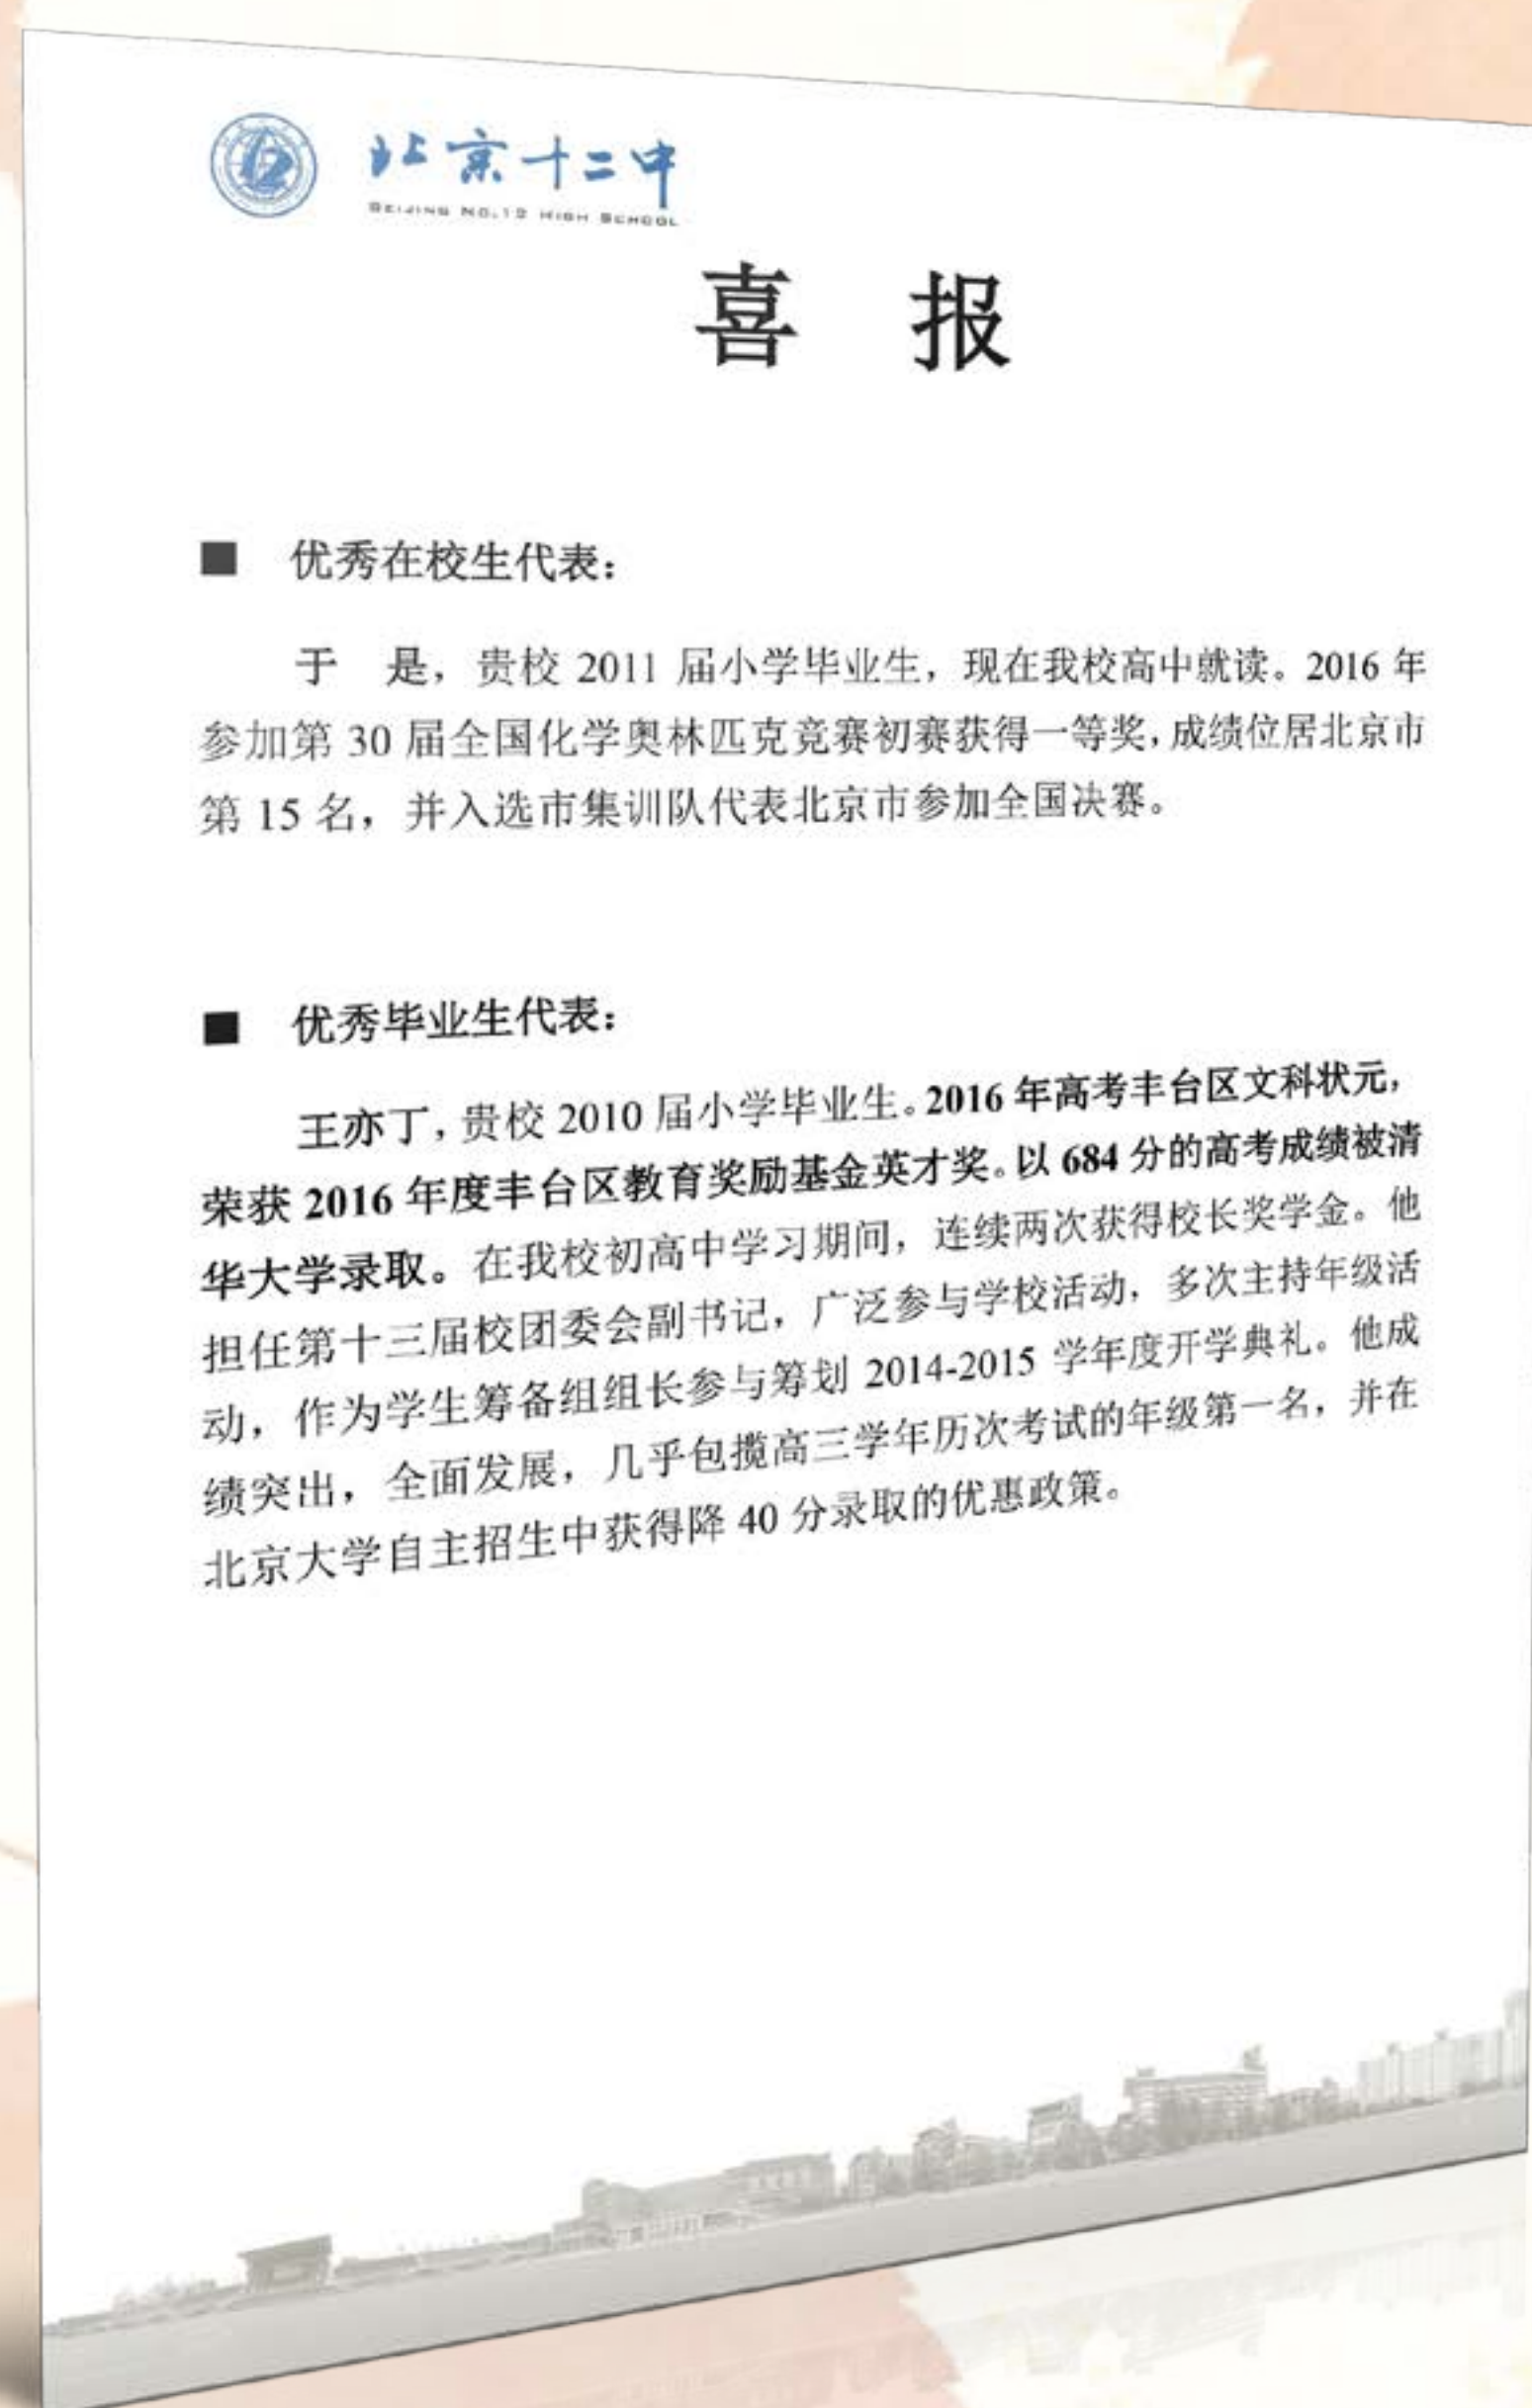 北京十二中
BEIJING NO.12 HIGH SCHOOL
喜 报
■ 优秀在校生代表：
于 是，贵校 2011 届小学毕业生，现在我校高中就读。2016 年
参加第 30 届全国化学奥林匹克竞赛初赛获得一等奖，成绩位居北京市
第 15 名，并入选市集训队代表北京市参加全国决赛。
■ 优秀毕业生代表：
王亦丁，贵校 2010 届小学毕业生。2016 年高考丰台区文科状元，
荣获 2016 年度丰台区教育奖励基金英才奖。以 684 分的高考成绩被清
华大学录取。在我校初高中学习期间，连续两次获得校长奖学金。他
担任第十三届校团委会副书记，广泛参与学校活动，多次主持年级活
动，作为学生筹备组组长参与筹划 2014-2015 学年度开学典礼。他成
绩突出，全面发展，几乎包揽高三学年历次考试的年级第一名，并在
北京大学自主招生中获得降 40 分录取的优惠政策。